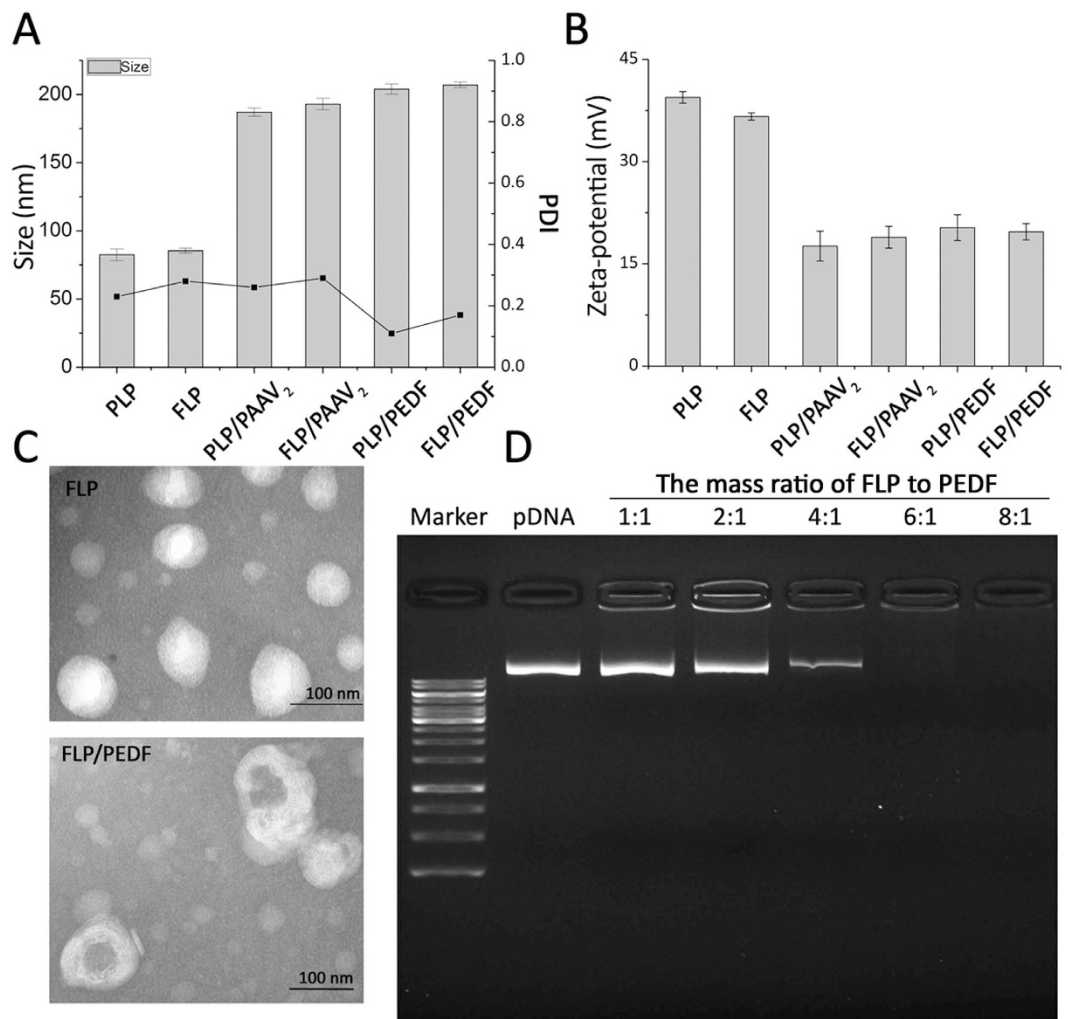 A
Size
200
150
100
50
0
Size (nm)
1.0
0.8
0.6
0.4
0.2
0.0
PDI
PLP
FLP
PLP/PAAV2
FLP/PAAV2
PLP/PEDF
FLP/PEDF
B
45
30
15
0
Zeta-potential (mV)
PLP
FLP
PLP/PAAV2
FLP/PAAV2
PLP/PEDF
FLP/PEDF
C
FLP
100 nm
FLP/PEDF
100 nm
D
The mass ratio of FLP to PEDF
Marker pDNA 1:1 2:1 4:1 6:1 8:1